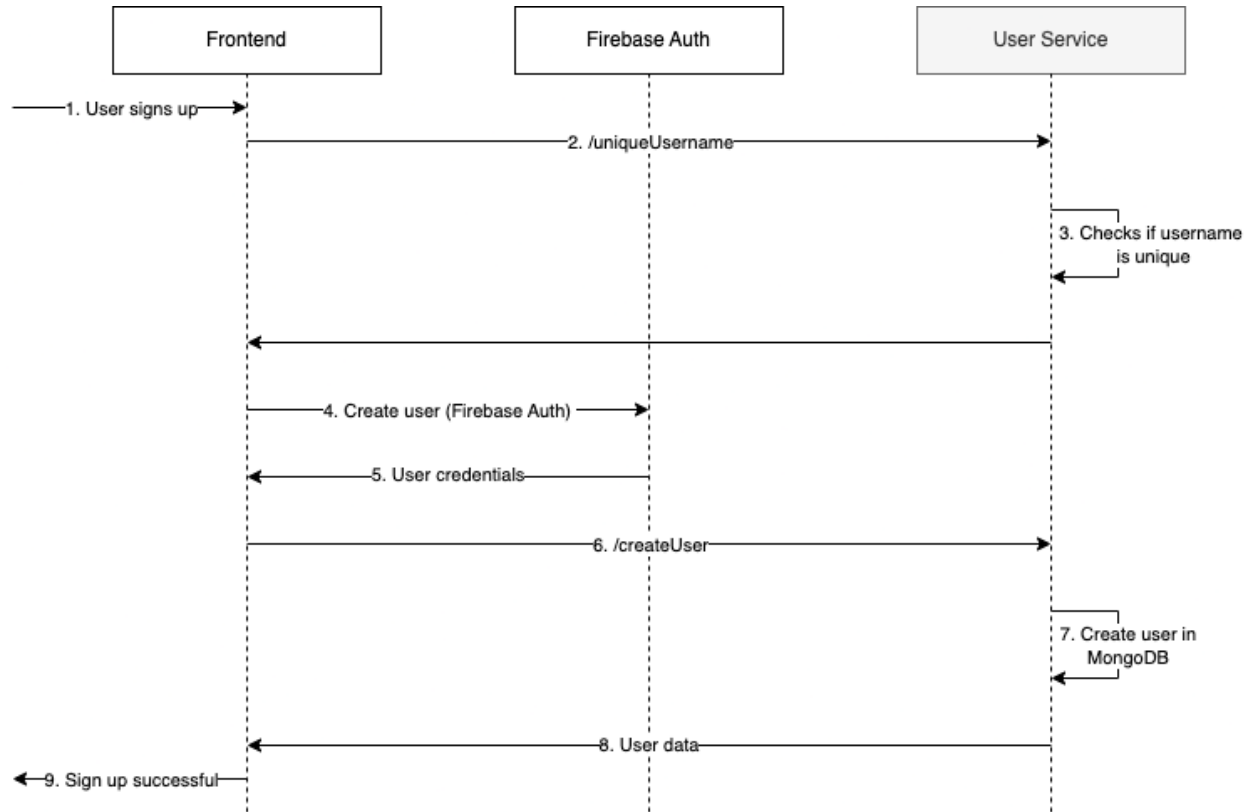 Frontend
Firebase Auth
User Service
1. User signs up
2. /uniqueUsername
3. Checks if username
is unique
4. Create user (Firebase Auth)
5. User credentials
6. /createUser
7. Create user in
MongoDB
8. User data
9. Sign up successful